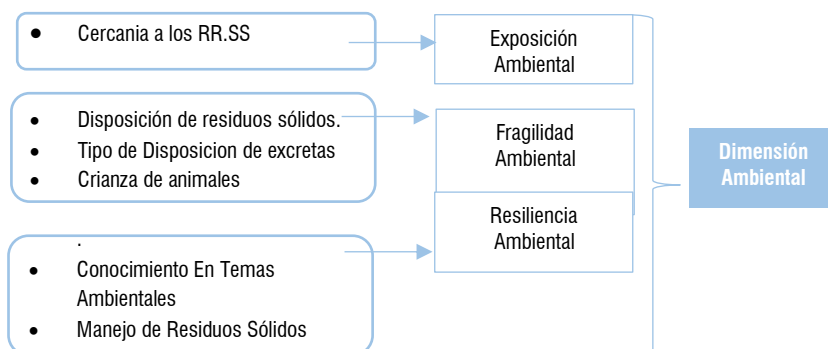 • Cercania a los RR.SS
Exposición
Ambiental
• Disposición de residuos sólidos.
• Tipo de Disposicion de excretas
• Crianza de animales
Fragilidad
Ambiental
Resiliencia
Ambiental
.
• Conocimiento En Temas
Ambientales
• Manejo de Residuos Sólidos
Dimensión
Ambiental